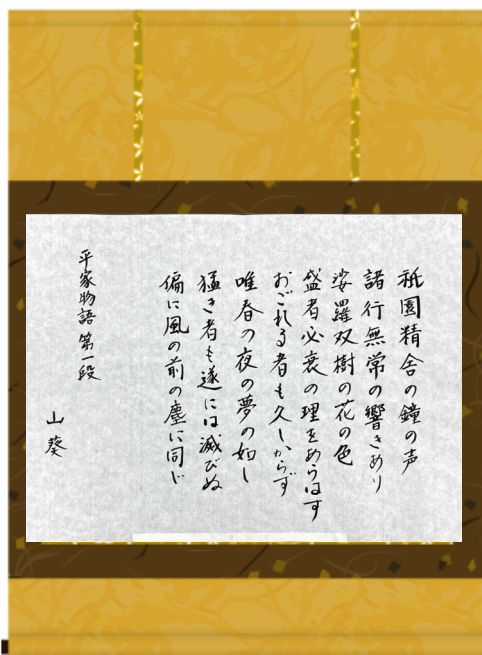 祇園精舎の鐘の声
諸行無常の響きあり
娑羅双樹の花の色
盛者必衰の理をあらはす
おごれる者も久しからず
唯春の夜の夢の如し
猛き者も遂には滅びぬ
偏に風の前の塵に同じ
平家物語第一段
山葵